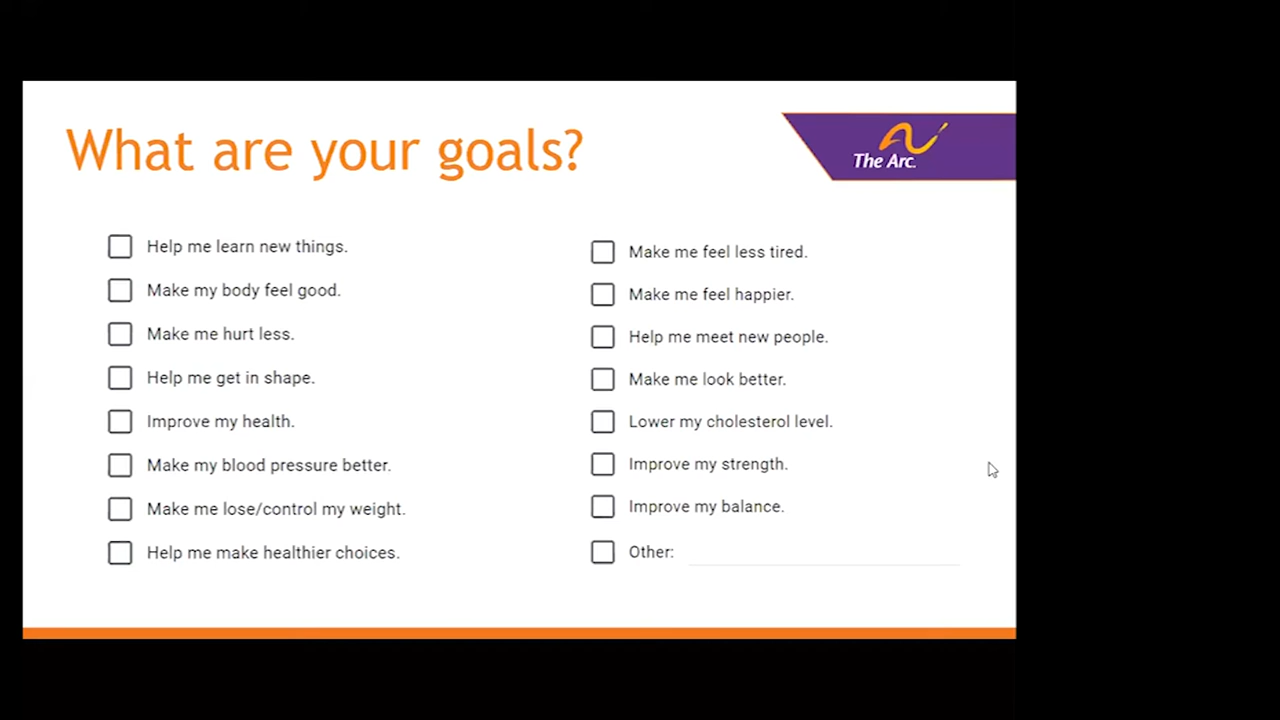 What are your goals?
The Arc.
Help me learn new things.
Make my body feel good.
Make me hurt less.
Help me get in shape.
Improve my health.
Make my blood pressure better.
Make me lose/control my weight.
Help me make healthier choices.
Make me feel less tired.
Make me feel happier.
Help me meet new people.
Make me look better.
Lower my cholesterol level.
Improve my strength.
Improve my balance.
Other: